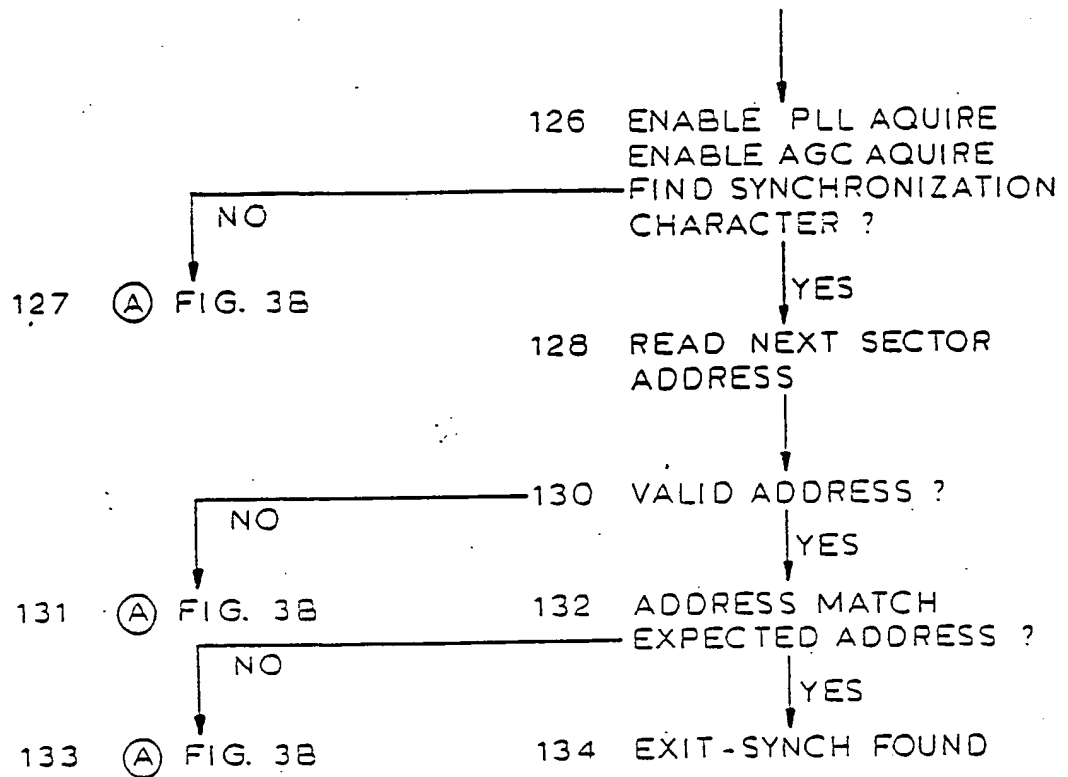 126 ENABLE PLL AQUIRE
ENABLE AGC AQUIRE
FIND SYNCHRONIZATION
CHARACTER ?
NO
YES
127 A FIG. 3B
128 READ NEXT SECTOR
ADDRESS
130 VALID ADDRESS ?
NO
YES
131 A FIG. 3B
132 ADDRESS MATCH
EXPECTED ADDRESS ?
NO
YES
133 A FIG. 3B
134 EXIT-SYNCH FOUND